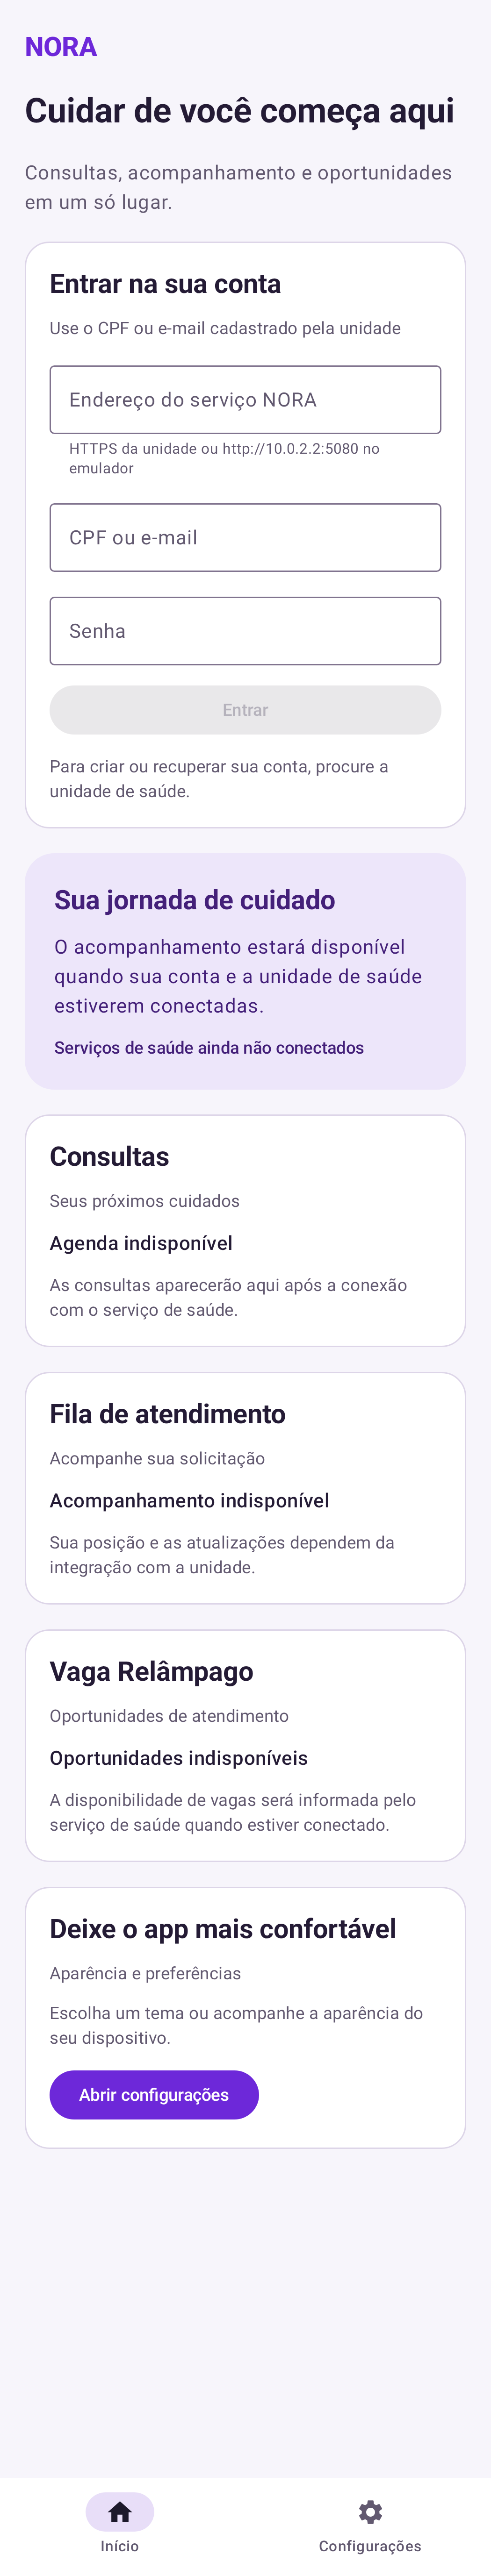 NORA
Cuidar de você começa aqui
Consultas, acompanhamento e oportunidades
em um só lugar.
Entrar na sua conta
Use o CPF ou e-mail cadastrado pela unidade
Endereço do serviço NORA
HTTPS da unidade ou http://10.0.2.2:5080 no
emulador
CPF ou e-mail
Senha
Entrar
Para criar ou recuperar sua conta, procure a
unidade de saúde.
Sua jornada de cuidado
O acompanhamento estará disponível
quando sua conta e a unidade de saúde
estiverem conectadas.
Serviços de saúde ainda não conectados
Consultas
Seus próximos cuidados
Agenda indisponível
As consultas aparecerão aqui após a conexão
com o serviço de saúde.
Fila de atendimento
Acompanhe sua solicitação
Acompanhamento indisponível
Sua posição e as atualizações dependem da
integração com a unidade.
Vaga Relâmpago
Oportunidades de atendimento
Oportunidades indisponíveis
A disponibilidade de vagas será informada pelo
serviço de saúde quando estiver conectado.
Deixe o app mais confortável
Aparência e preferências
Escolha um tema ou acompanhe a aparência do
seu dispositivo.
Abrir configurações
Início
Configurações